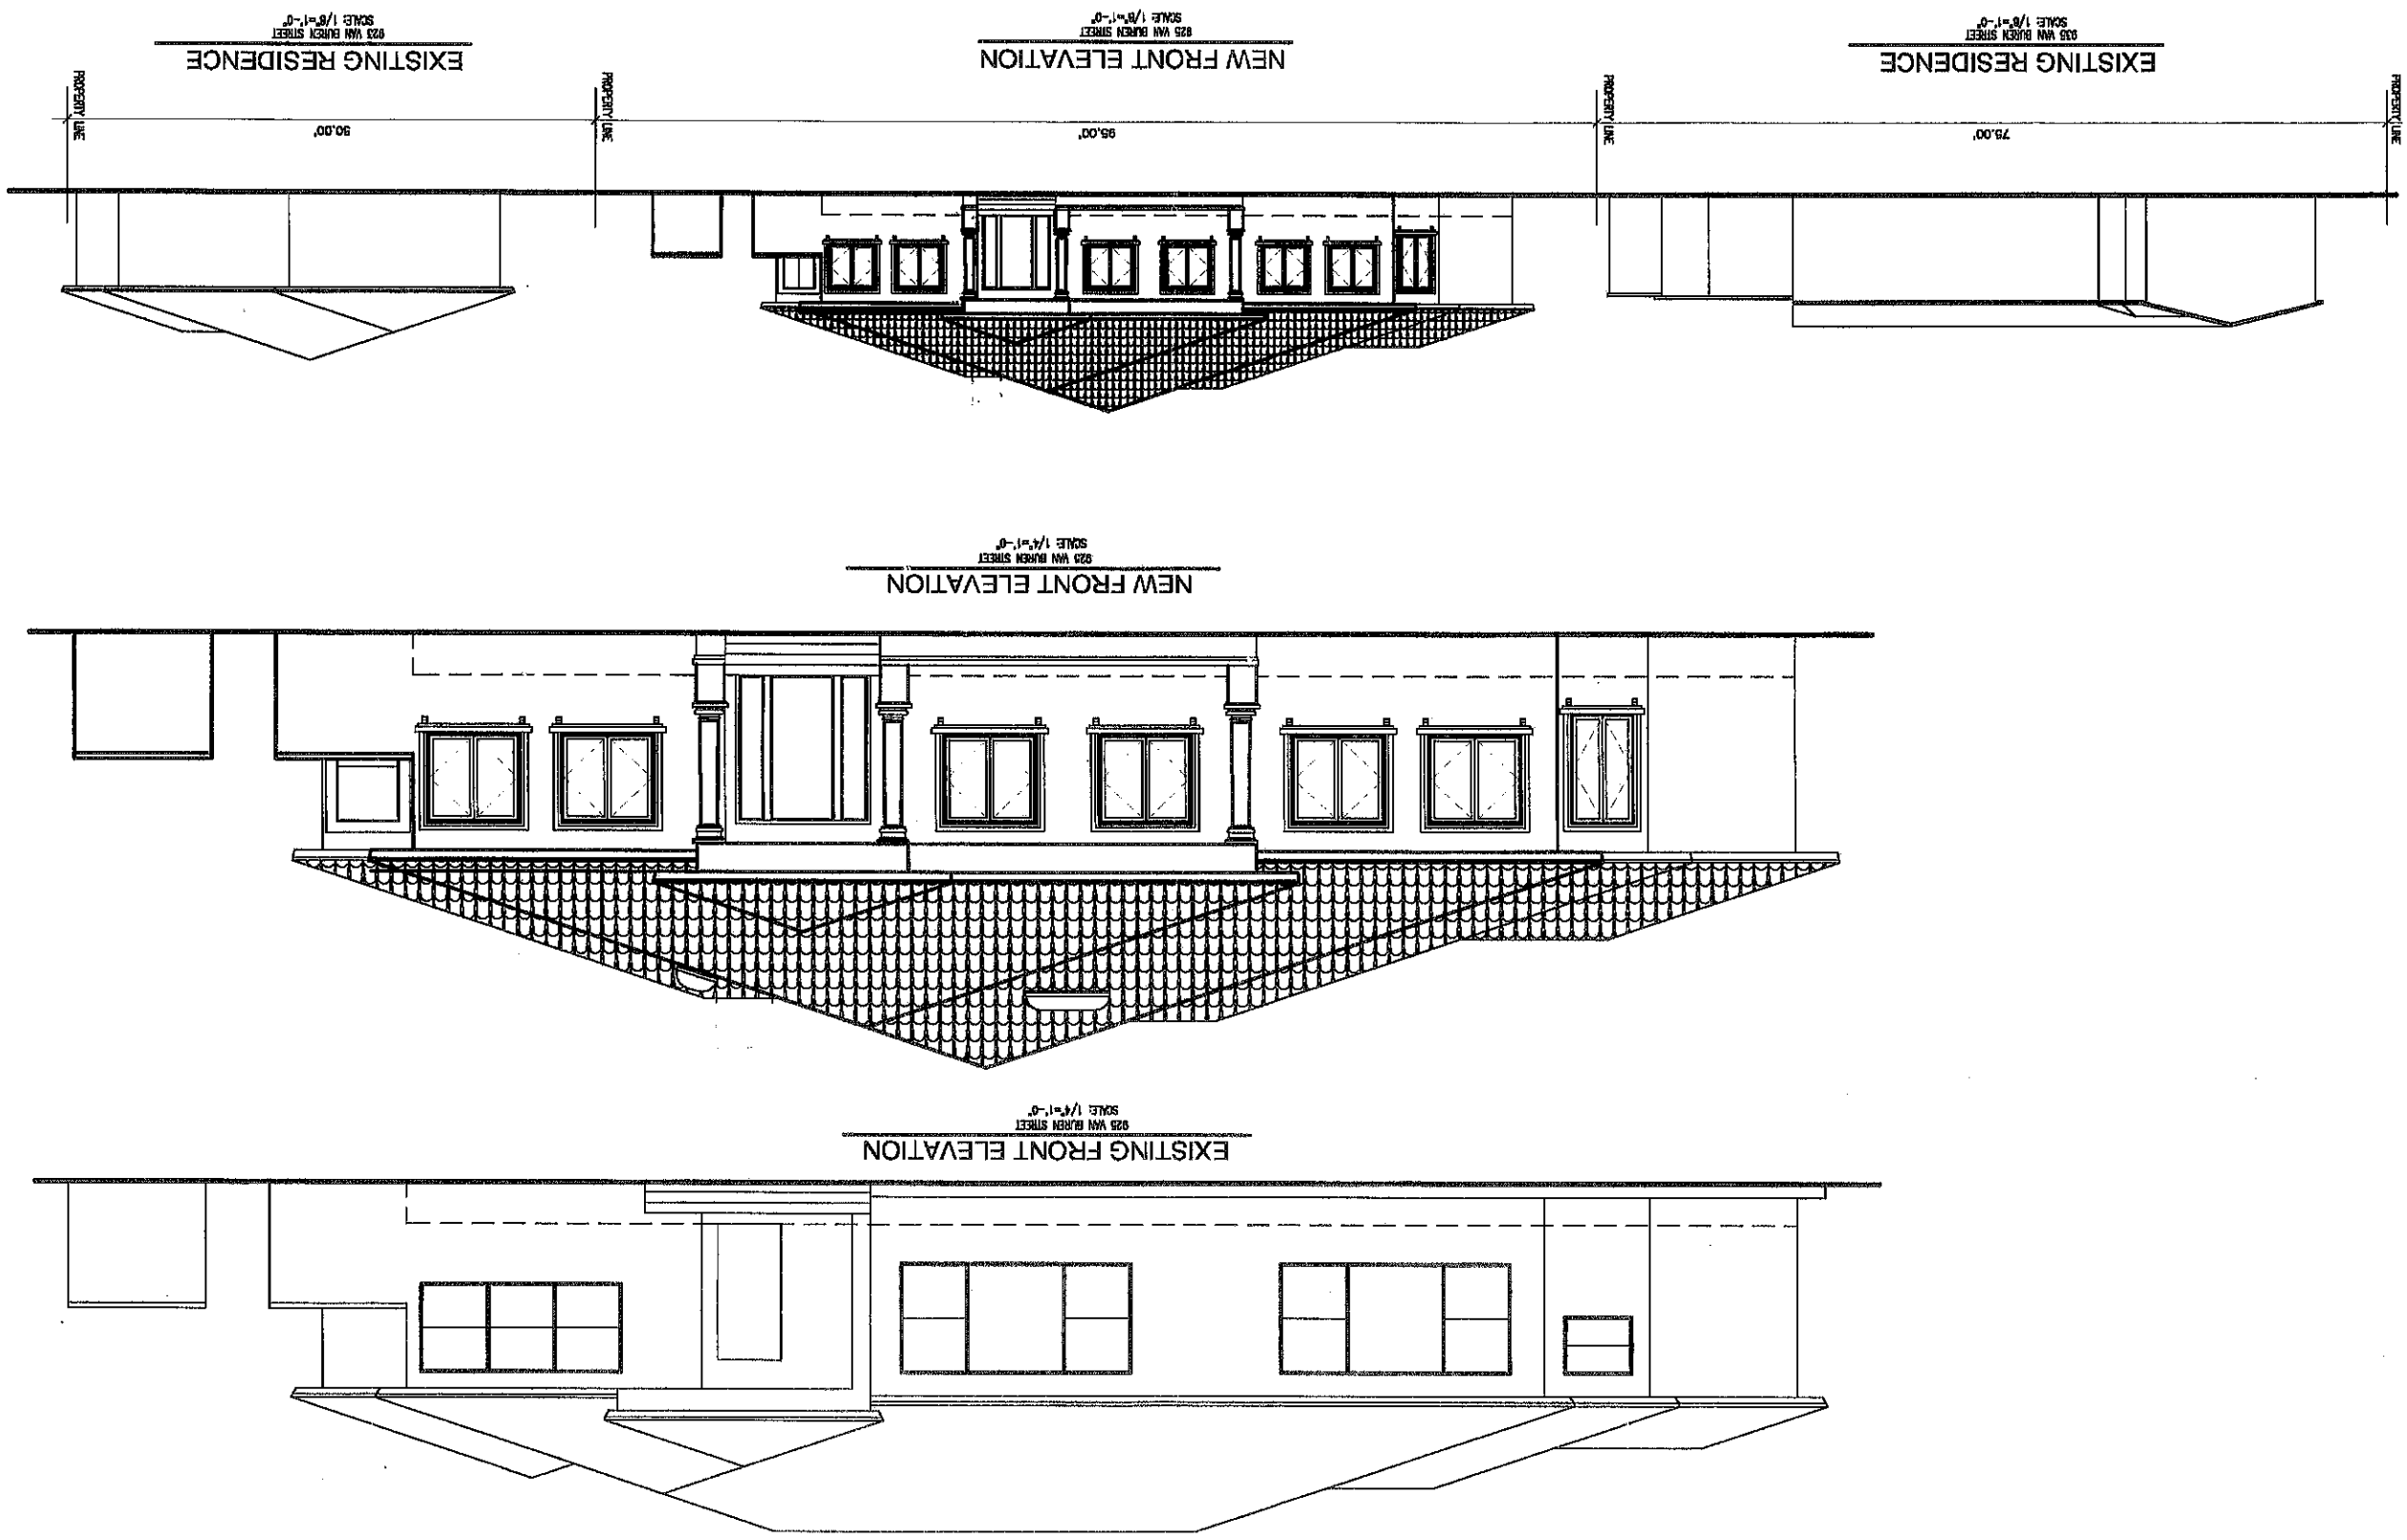 EXISTING FRONT ELEVATION
925 VAN BUREN STREET
SCALE: 1/4"=1'-0"
NEW FRONT ELEVATION
925 VAN BUREN STREET
SCALE: 1/4"=1'-0"
PROPERTY LINE
75.00'
PROPERTY LINE
95.00'
PROPERTY LINE
50.00'
PROPERTY LINE
EXISTING RESIDENCE
935 VAN BUREN STREET
SCALE: 1/8"=1'-0"
NEW FRONT ELEVATION
925 VAN BUREN STREET
SCALE: 1/8"=1'-0"
EXISTING RESIDENCE
923 VAN BUREN STREET
SCALE: 1/8"=1'-0"